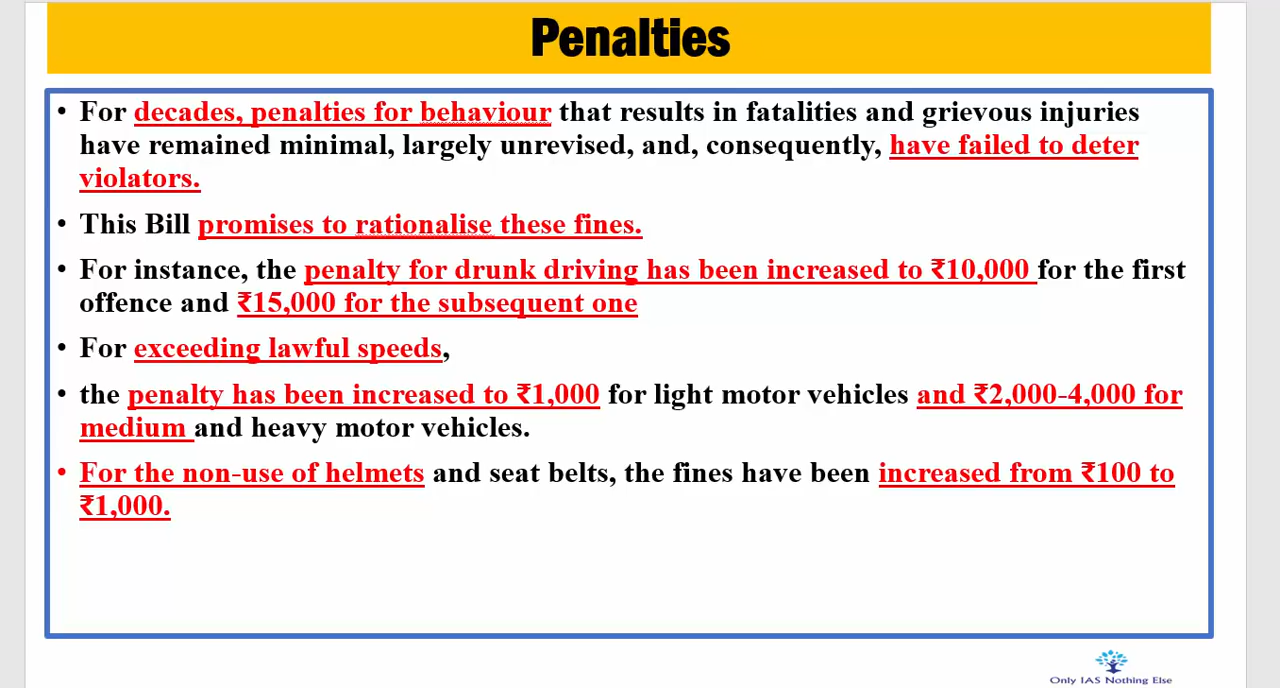 Penalties
• For decades, penalties for behaviour that results in fatalities and grievous injuries
have remained minimal, largely unrevised, and, consequently, have failed to deter
violators.
• This Bill promises to rationalise these fines.
• For instance, the penalty for drunk driving has been increased to ₹10,000 for the first
offence and ₹15,000 for the subsequent one
• For exceeding lawful speeds,
• the penalty has been increased to ₹1,000 for light motor vehicles and ₹2,000-4,000 for
medium and heavy motor vehicles.
• For the non-use of helmets and seat belts, the fines have been increased from ₹100 to
₹1,000.
Only IAS Nothing Else